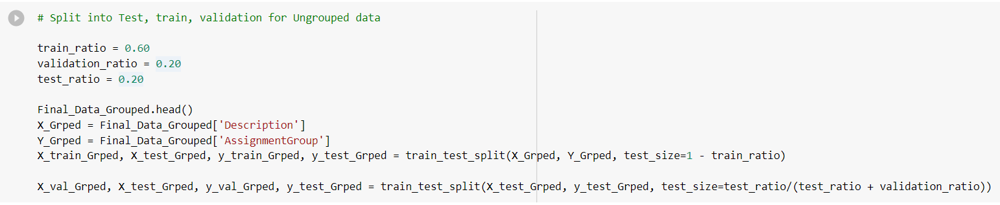 # Split into Test, train, validation for Ungrouped data
train_ratio = 0.60
validation_ratio = 0.20
test_ratio = 0.20
Final_Data_Grouped.head()
X_Grped = Final_Data_Grouped['Description']
Y_Grped = Final_Data_Grouped['AssignmentGroup']
X_train_Grped, X_test_Grped, y_train_Grped, y_test_Grped = train_test_split(X_Grped, Y_Grped, test_size=1 - train_ratio)
X_val_Grped, X_test_Grped, y_val_Grped, y_test_Grped = train_test_split(X_test_Grped, y_test_Grped, test_size=test_ratio/(test_ratio + validation_ratio))